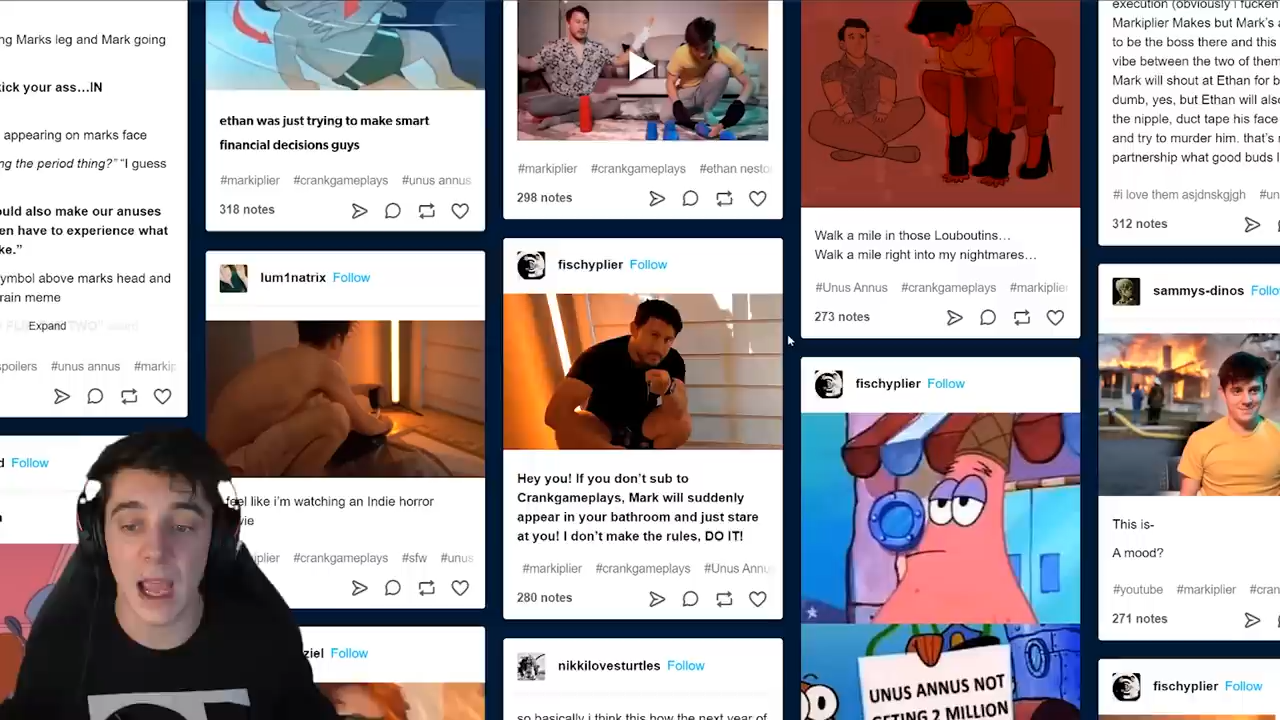 ng Marks leg and Mark going
ick your ass…IN
appearing on marks face
ng the period thing?” “I guess
ould also make our anuses
en have to experience what
ke.”
ymbol above marks head and
rain meme
Expand
spoilers #unus annus #markip
d Follow
ethan was just trying to make smart
financial decisions guys
#markiplier #crankgameplays #unus annus
318 notes
lum1natrix Follow
feel like i’m watching an Indie horror
vie
iplier #crankgameplays #sfw #unus
ziel Follow
#markiplier #crankgameplays #ethan nesto
298 notes
fischyplier Follow
Hey you! If you don’t sub to
Crankgameplays, Mark will suddenly
appear in your bathroom and just stare
at you! I don’t make the rules, DO IT!
#markiplier #crankgameplays #Unus Annu
280 notes
nikkilovesturtles Follow
so basically i think this how the next year of
Walk a mile in those Louboutins…
Walk a mile right into my nightmares…
#Unus Annus #crankgameplays #markiplier
273 notes
fischyplier Follow
UNUS ANNUS NOT
GETING 2 MILLION
execution (obviously i fucken
Markiplier Makes but Mark’s
to be the boss there and this
vibe between the two of them
Mark will shout at Ethan for b
dumb, yes, but Ethan will also
the nipple, duct tape his face
and try to murder him. that’s
partnership what good buds I
#i love them asjdnskgjgh #un
312 notes
sammys-dinos Follo
This is-
A mood?
#youtube #markiplier #cran
271 notes
fischyplier Follow